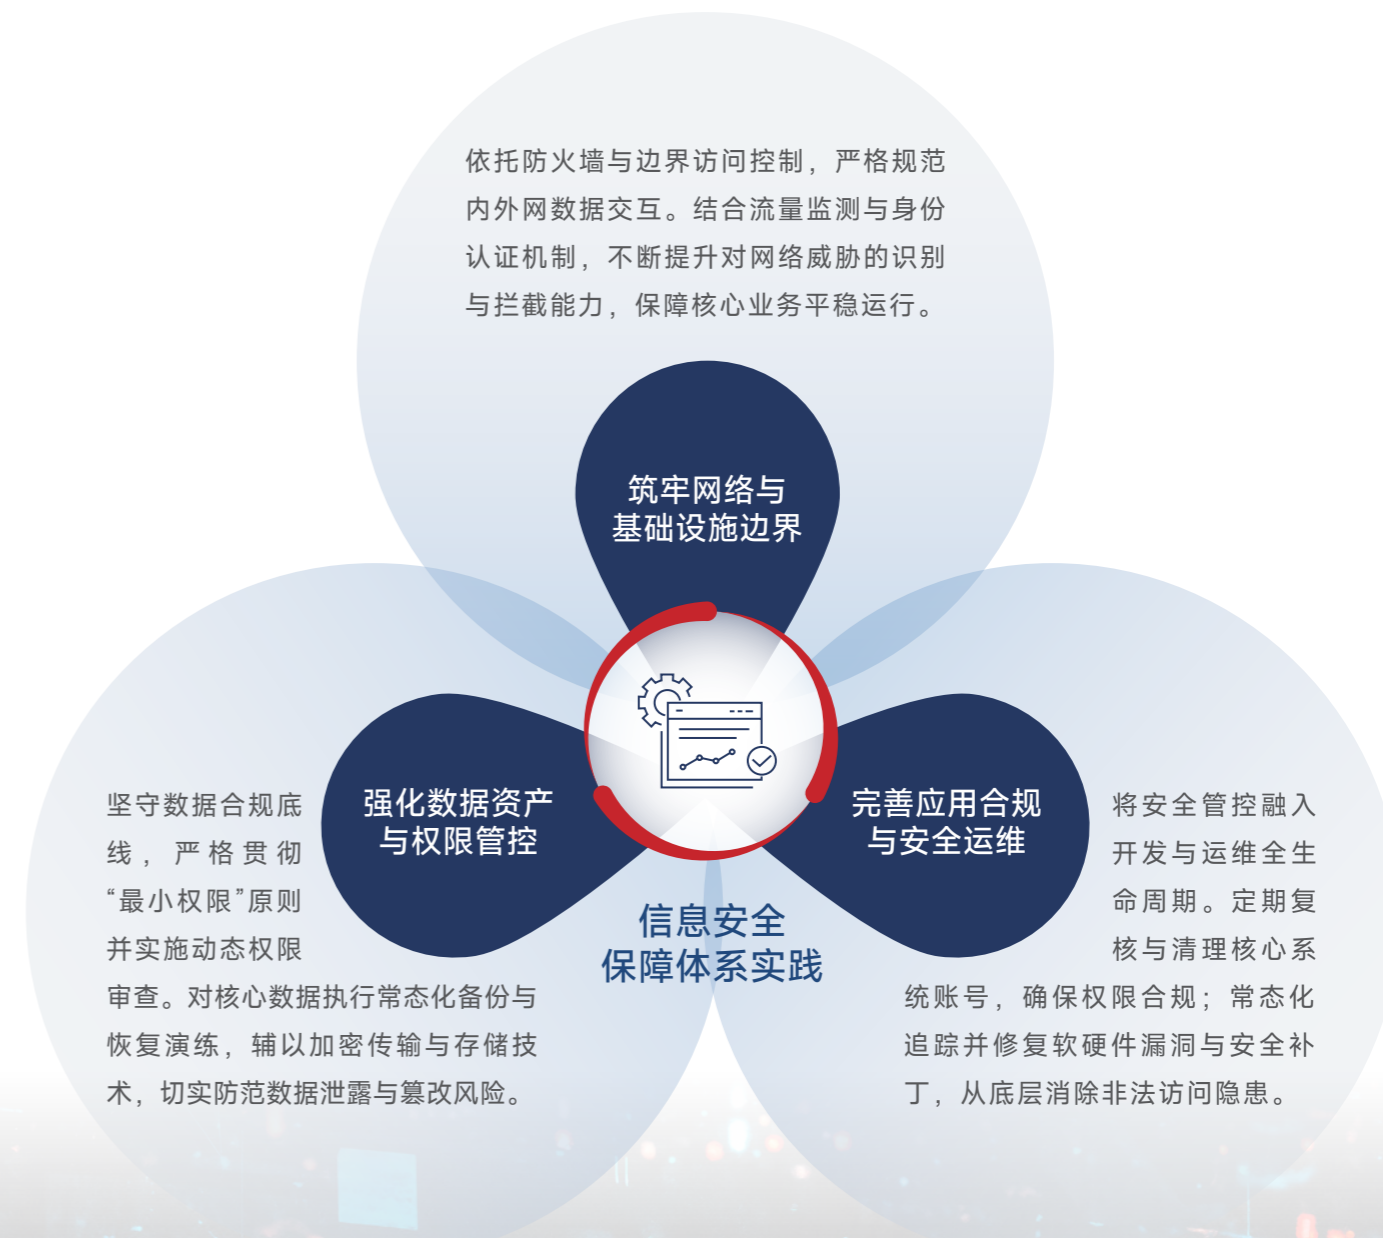 依托防火墙与边界访问控制，严格规范
内外网数据交互。结合流量监测与身份
认证机制，不断提升对网络威胁的识别
与拦截能力，保障核心业务平稳运行。
筑牢网络与
基础设施边界
强化数据资产
与权限管控
坚守数据合规底
线，严格贯彻
“最小权限”原则
并实施动态权限
审查。对核心数据执行常态化备份与
恢复演练，辅以加密传输与存储技
术，切实防范数据泄露与篡改风险。
完善应用合规
与安全运维
将安全管控融入
开发与运维全生
命周期。定期复
核与清理核心系
统账号，确保权限合规；常态化
追踪并修复软硬件漏洞与安全补
丁，从底层消除非法访问隐患。
信息安全
保障体系实践